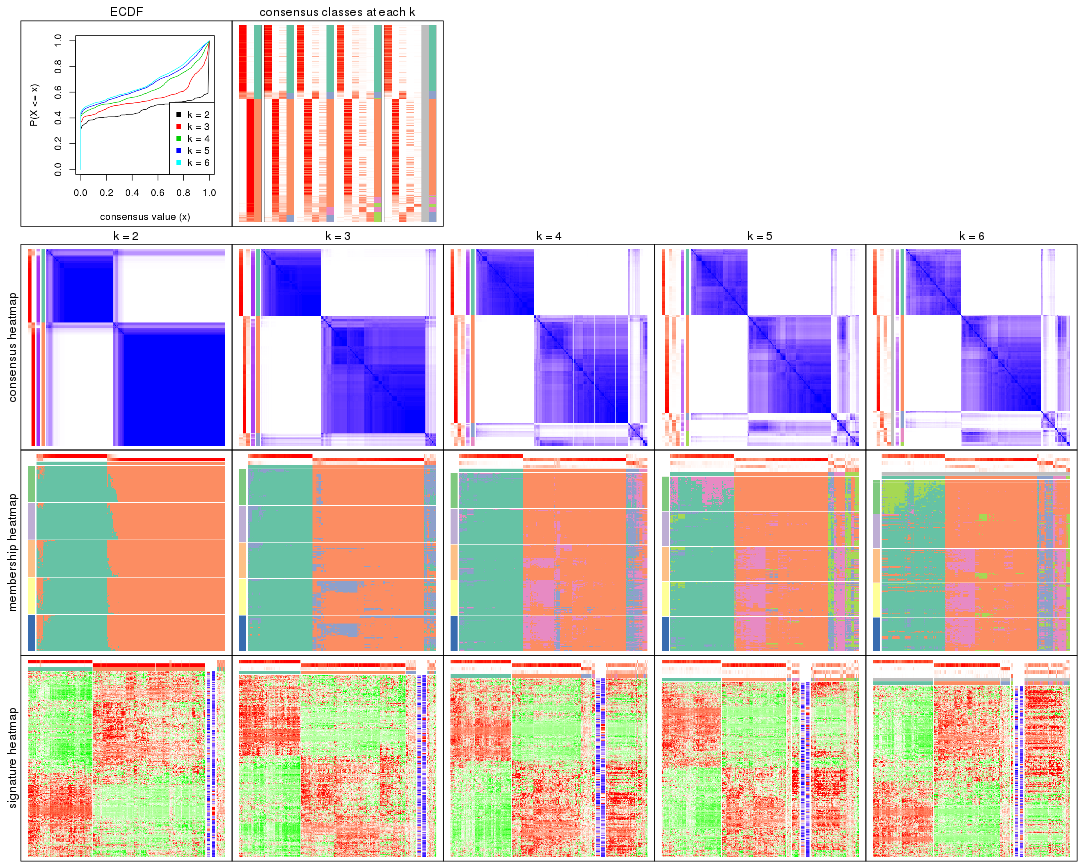 ECDF
consensus classes at each k
P(X <= x)
0.0 0.2 0.4 0.6 0.8 1.0
k = 2
k = 3
k = 4
k = 5
k = 6
0.0 0.2 0.4 0.6 0.8 1.0
consensus value (x)
k = 2
k = 3
k = 4
k = 5
k = 6
consensus heatmap
membership heatmap
signature heatmap